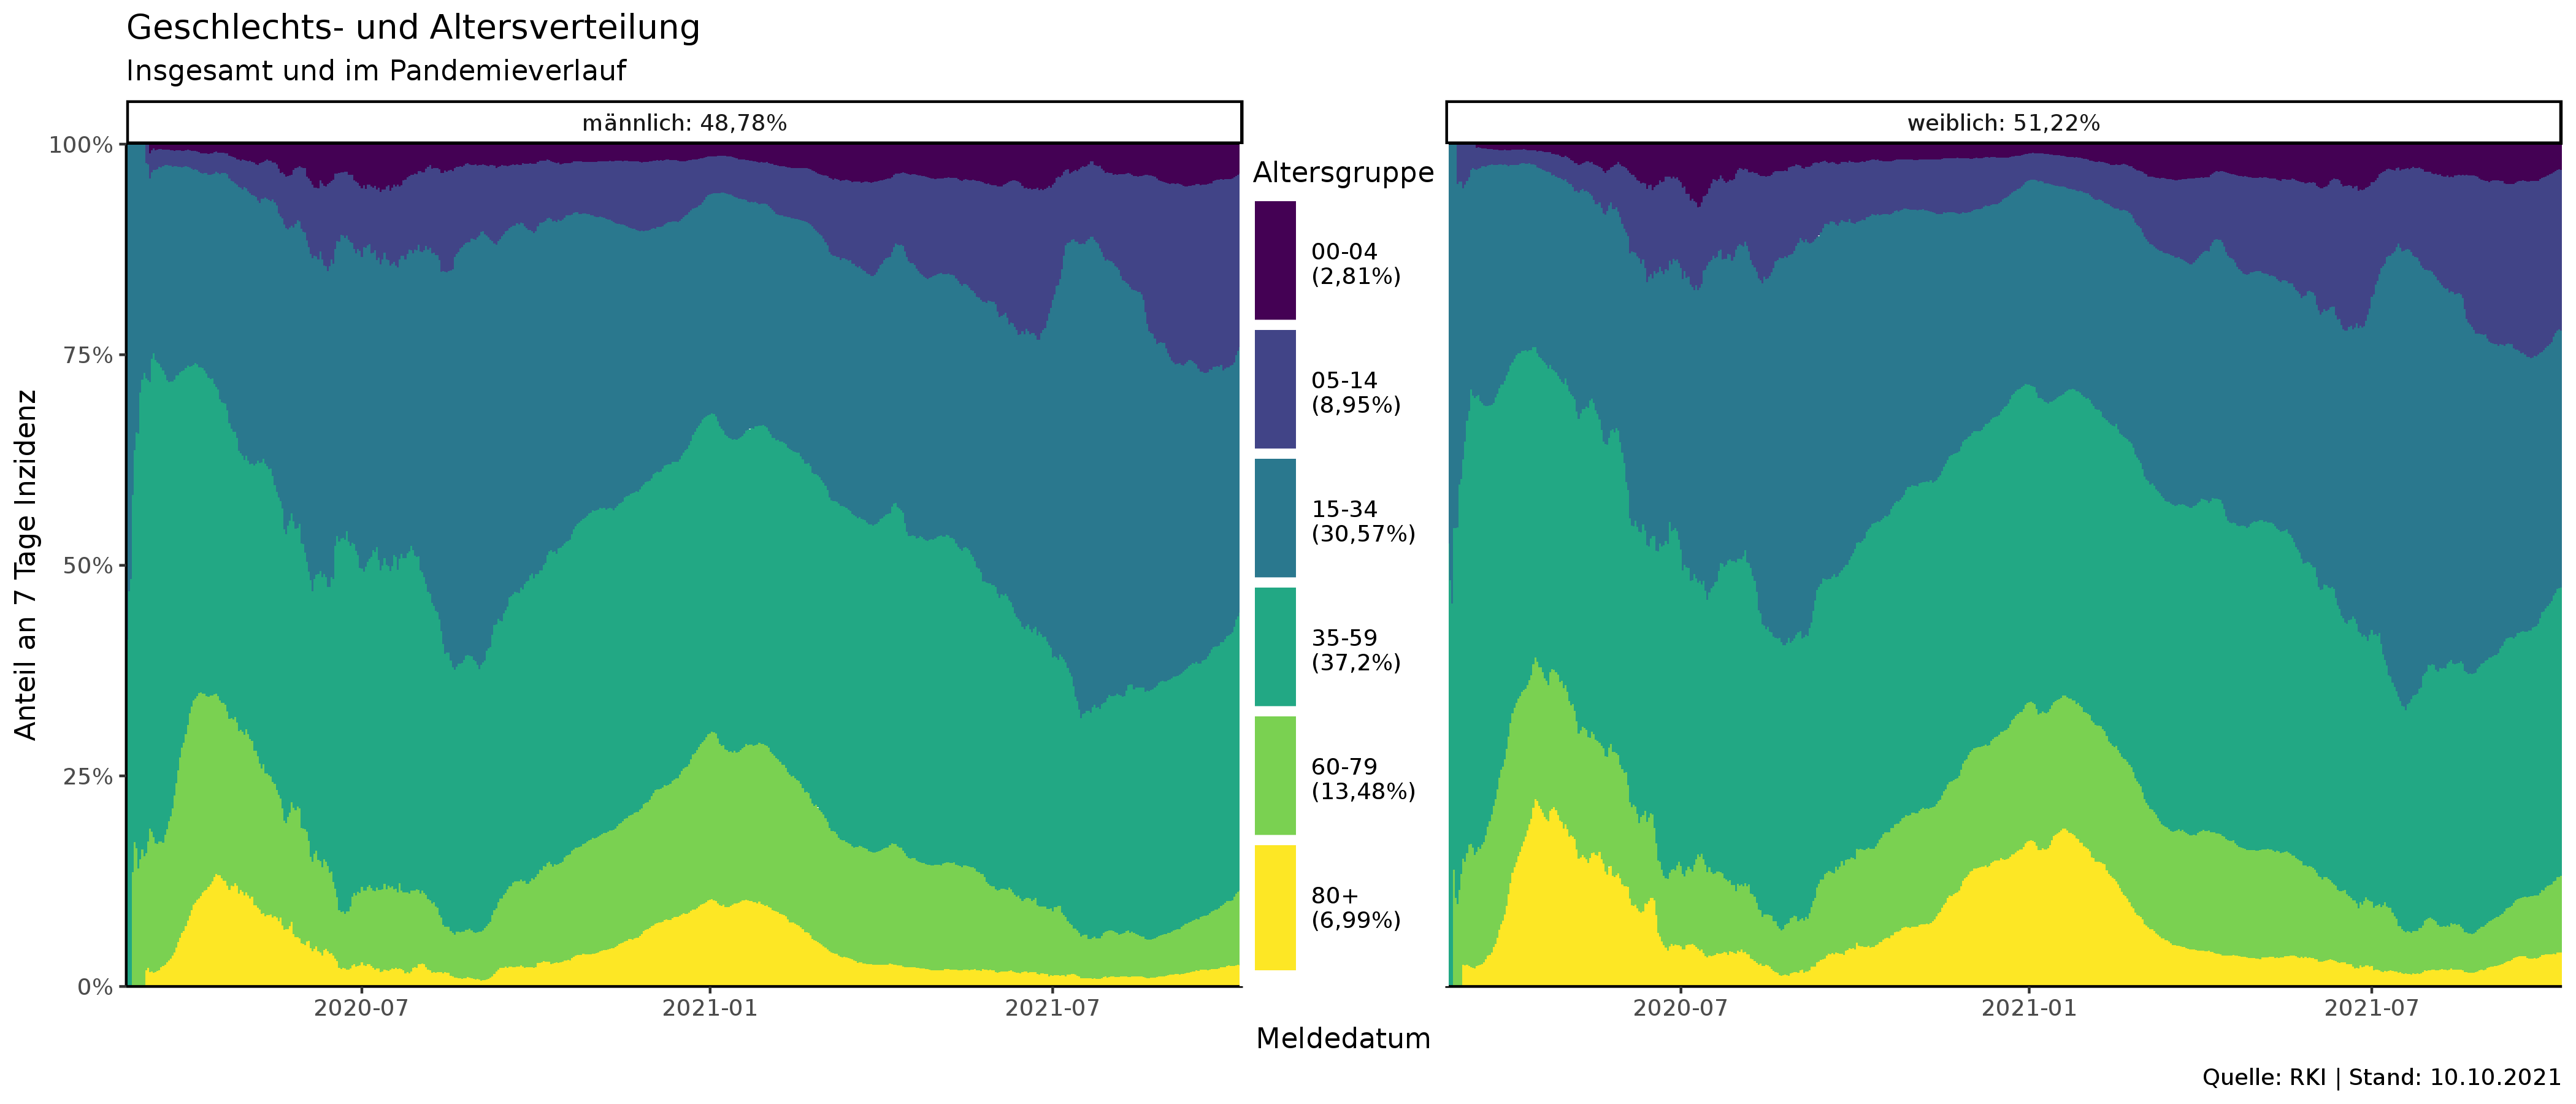 Geschlechts- und Altersverteilung
Insgesamt und im Pandemieverlauf
männlich: 48,78%
weiblich: 51,22%
Anteil an 7 Tage Inzidenz
100%
75%
50%
25%
0%
2020-07
2021-01
2021-07
Altersgruppe
00-04
(2,81%)
05-14
(8,95%)
15-34
(30,57%)
35-59
(37,2%)
60-79
(13,48%)
80+
(6,99%)
2020-07
2021-01
2021-07
Meldedatum
Quelle: RKI | Stand: 10.10.2021